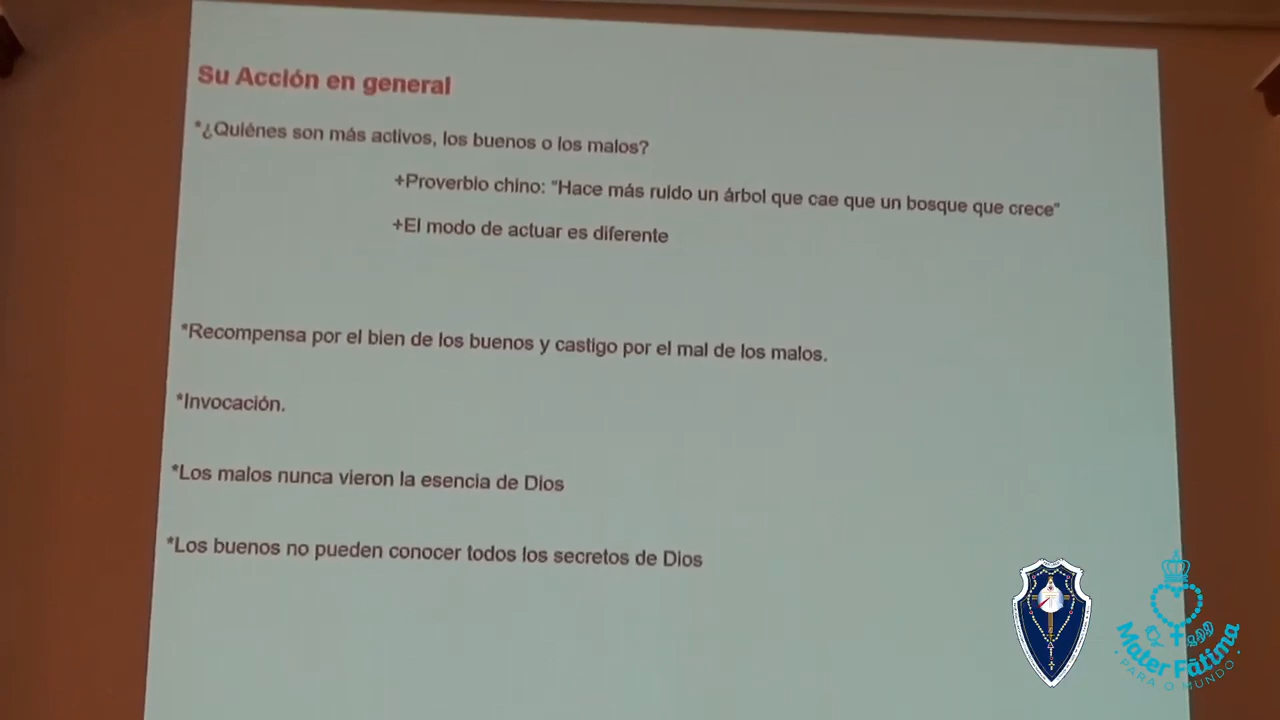 Su Acción en general
*¿Quiénes son más activos, los buenos o los malos?
+Proverbio chino: "Hace más ruido un árbol que cae que un bosque que crece"
+El modo de actuar es diferente
*Recompensa por el bien de los buenos y castigo por el mal de los malos.
*Invocación.
*Los malos nunca vieron la esencia de Dios
*Los buenos no pueden conocer todos los secretos de Dios
Mater Fátima
· PARA O MUNDO ·